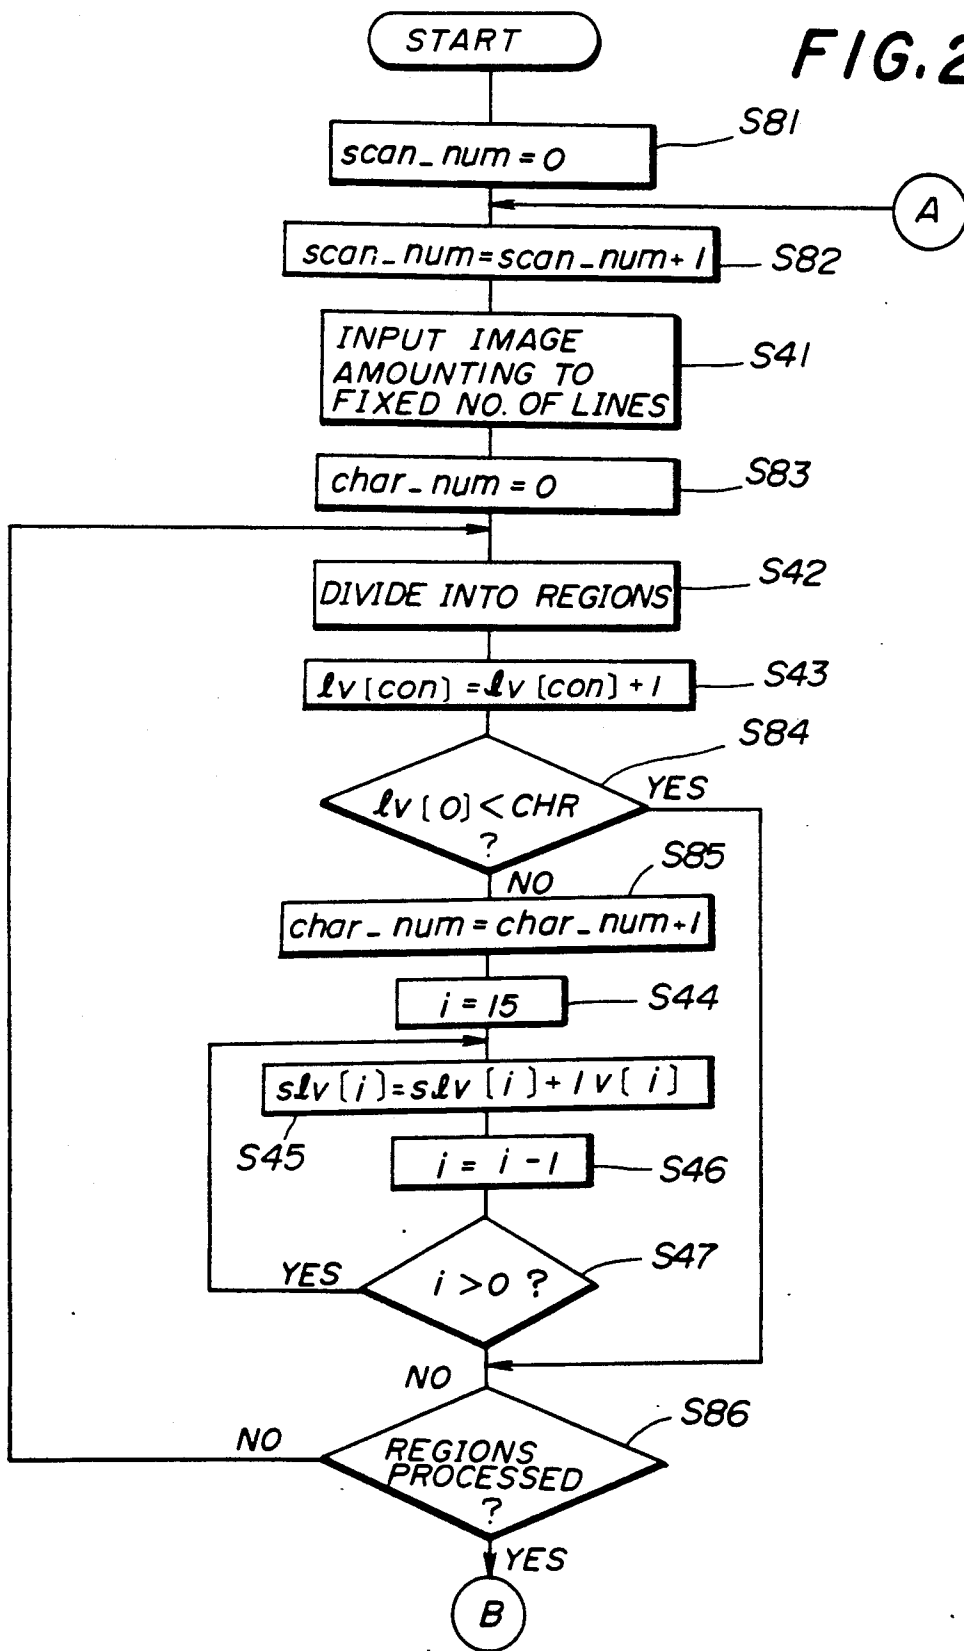 START
FIG.2
S81
scan_num=0
A
scan_num=scan_num+1
S82
INPUT IMAGE
AMOUNTING TO
FIXED NO. OF LINES
S41
char_num=0
S83
DIVIDE INTO REGIONS
S42
lv[con]=lv[con]+1
S43
S84
lv[0]<CHR
?
YES
NO
S85
char_num=char_num+1
i=15
S44
slv[i]=slv[i]+lv[i]
S45
i=i-1
S46
i>0 ?
S47
YES
NO
REGIONS
PROCESSED
?
S86
NO
YES
B